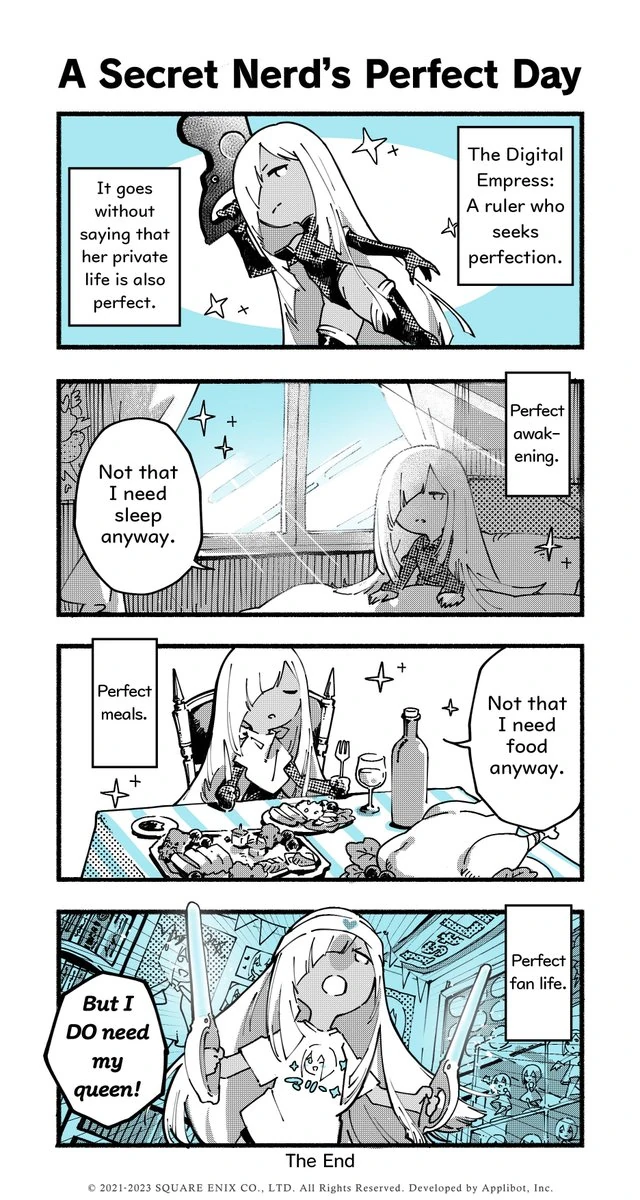 A Secret Nerd's Perfect Day
The Digital
Empress:
A ruler who
seeks
perfection.
It goes
without
saying that
her private
life is also
perfect.
Perfect
awak-
ening.
Not that
I need
sleep
anyway.
Perfect
meals.
Not that
I need
food
anyway.
Perfect
fan life.
But I
DO need
my
queen!
The End
© 2021-2023 SQUARE ENIX CO., LTD. All Rights Reserved. Developed by Applibot, Inc.